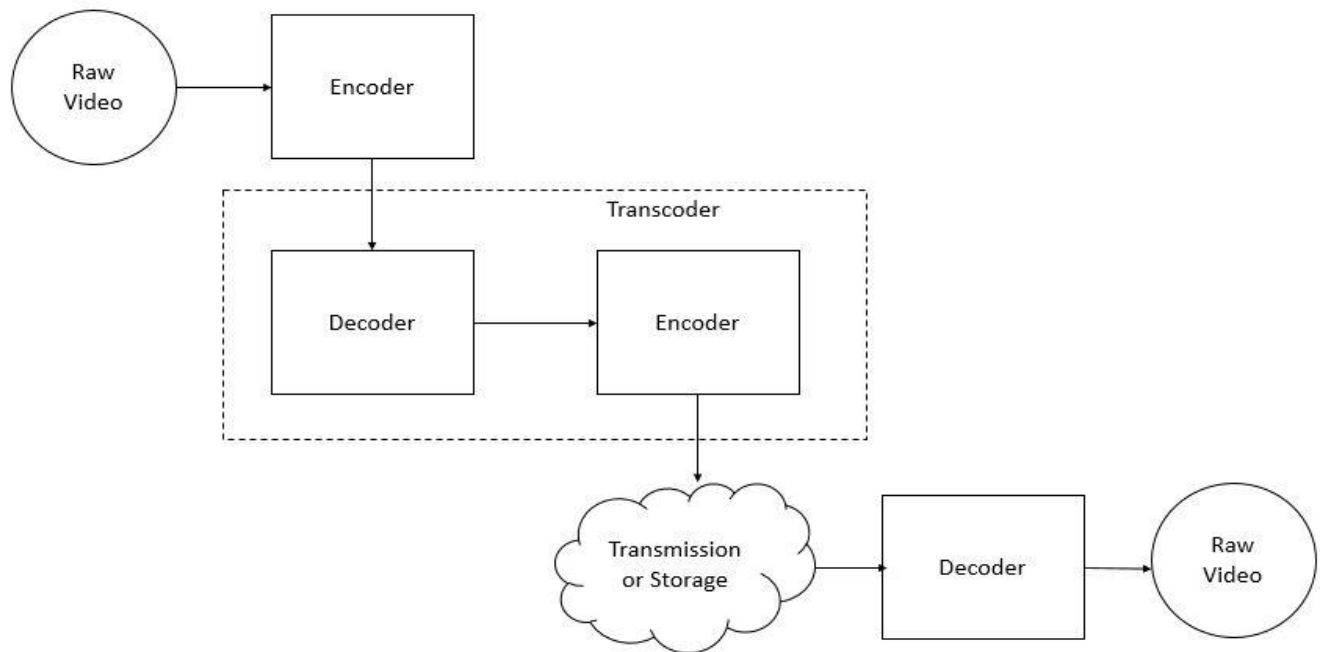 Raw
Video
Encoder
Transcoder
Decoder
Encoder
Transmission
or Storage
Decoder
Raw
Video